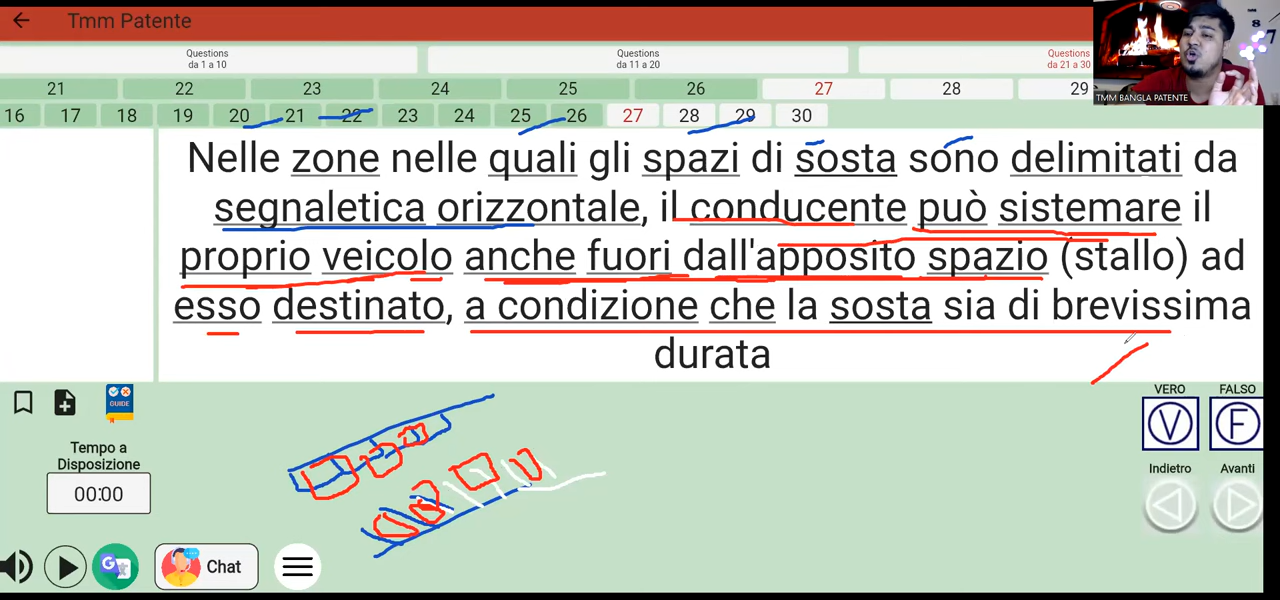 Tmm Patente
Questions
da 1 a 10
Questions
da 11 a 20
Questions
da 21 a 30
21 22 23 24 25 26 27 28 29
16 17 18 19 20 21 22 23 24 25 26 27 28 29 30
TMM BANGLA PATENTE
Nelle zone nelle quali gli spazi di sosta sono delimitati da
segnaletica orizzontale, il conducente può sistemare il
proprio veicolo anche fuori dall'apposito spazio (stallo) ad
esso destinato, a condizione che la sosta sia di brevissima
durata
GUIDE
Tempo a
Disposizione
00:00
VERO FALSO
V F
Indietro Avanti
Chat